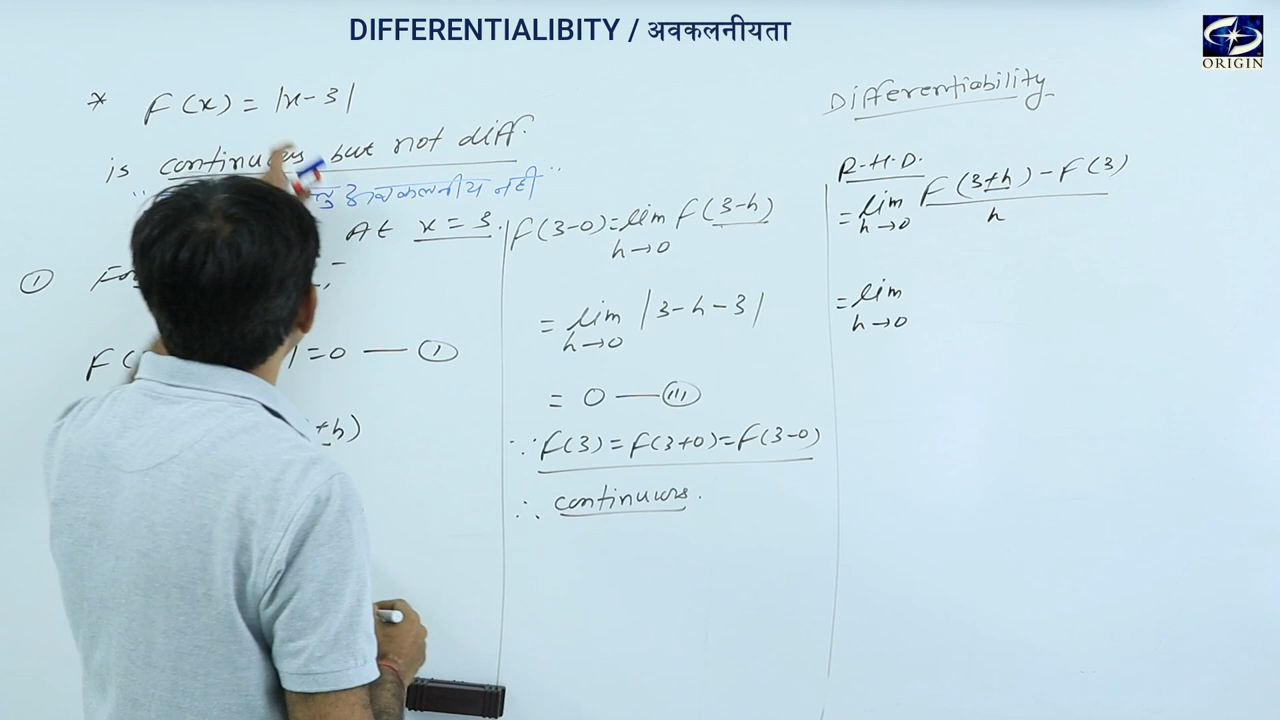 DIFFERENTIALIBITY / अवकलनीयता
ORIGIN
* F(x) = |x-3|
is continuous but not diff.
अवकलनीय नही"
At x = 3.
①
F( |=0 — ①
+h)
F(3-0)=lim F(3-h)
h→0
= lim |3-h-3|
h→0
= 0 — (iii)
∵ F(3)=F(3+0)=F(3-0)
∴ continuous.
Differentiability
R.H.D.
=lim F(3+h)-F(3)
h→0 h
=lim
h→0